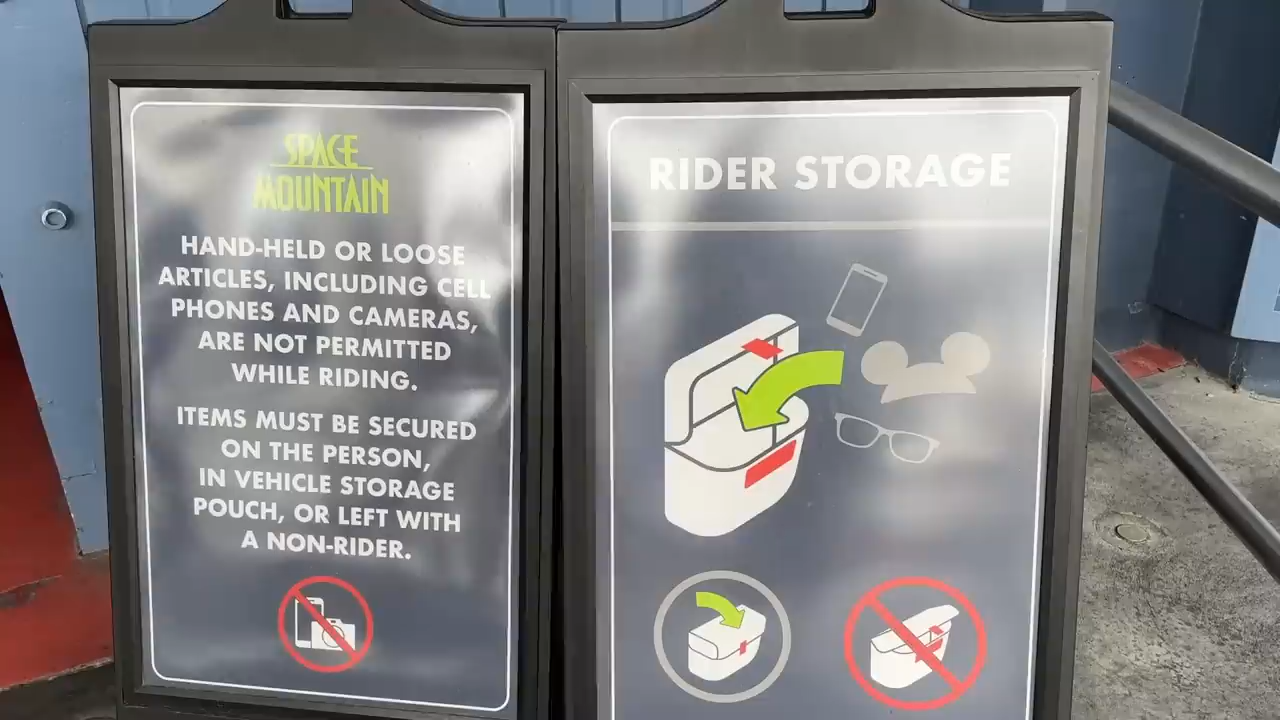 SPACE
MOUNTAIN
HAND-HELD OR LOOSE
ARTICLES, INCLUDING CELL
PHONES AND CAMERAS,
ARE NOT PERMITTED
WHILE RIDING.
ITEMS MUST BE SECURED
ON THE PERSON,
IN VEHICLE STORAGE
POUCH, OR LEFT WITH
A NON-RIDER.
RIDER STORAGE